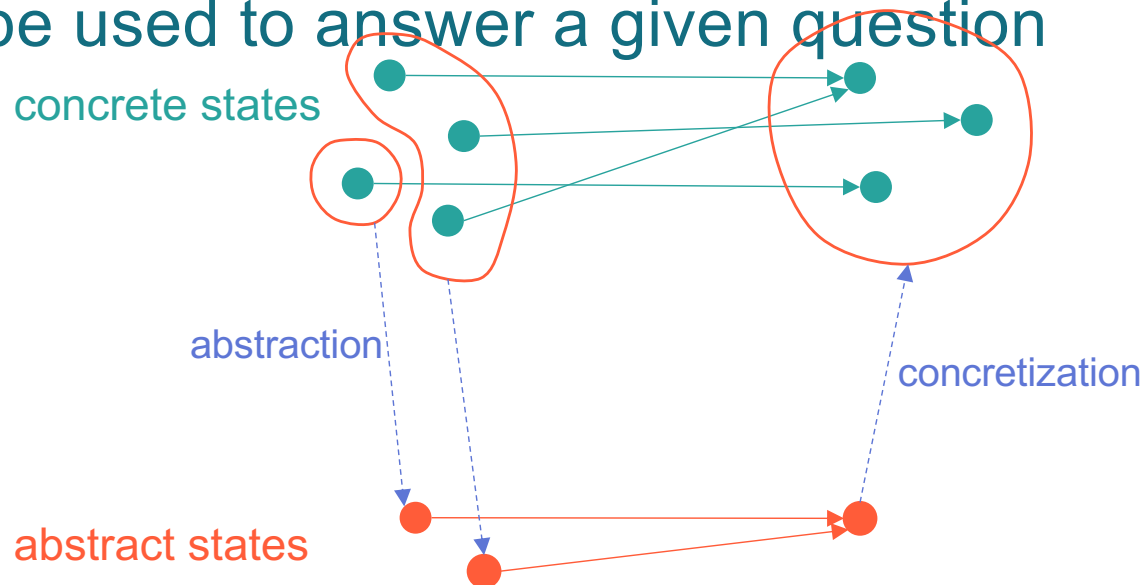 be used to answer a given question
concrete states
abstraction
concretization
abstract states